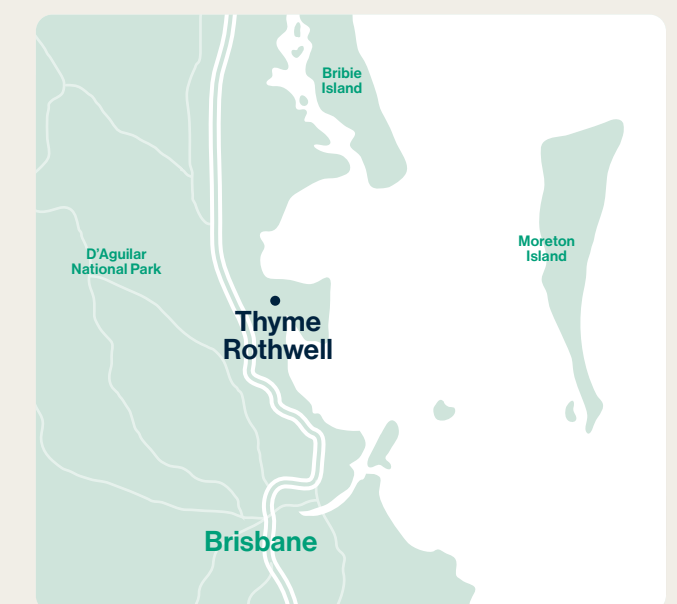 Bribie
Island
Moreton
Island
D'Aguilar
National Park
Thyme
Rothwell
Brisbane